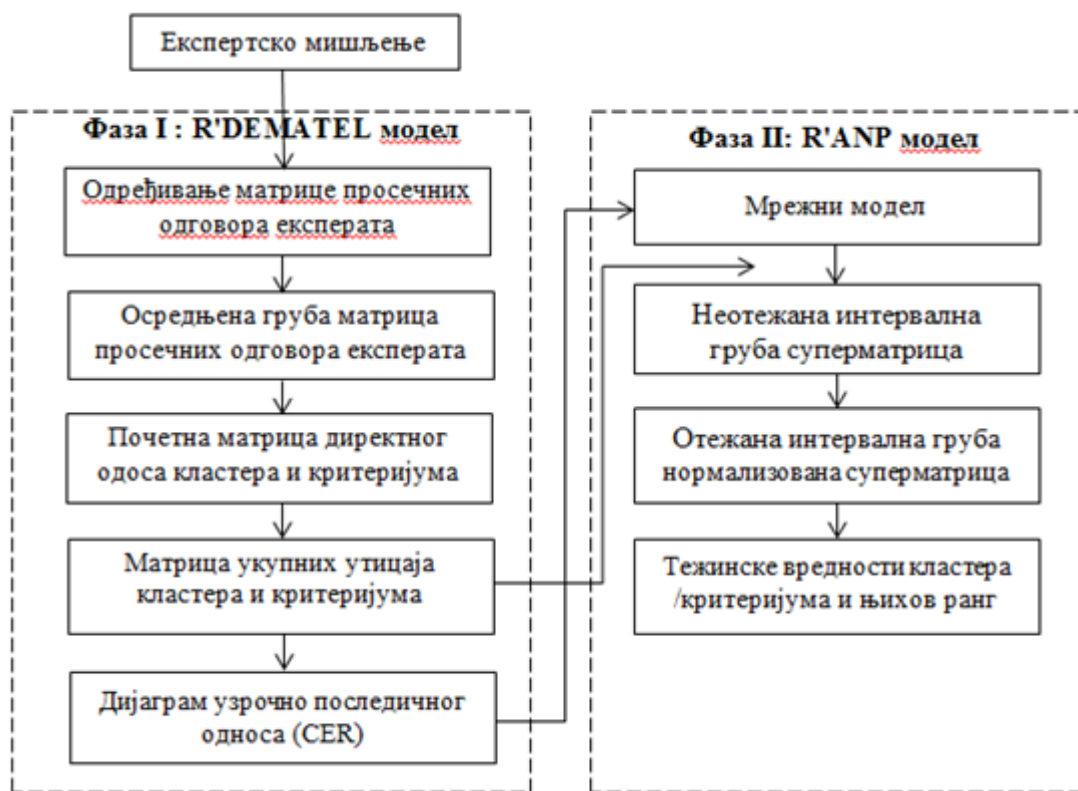 Експертско мишљење
Фаза I : R'DEMATEL модел
Одређивање матрице просечних
одговора експерата
Осредњена груба матрица
просечних одговора експерата
Почетна матрица директног
одоса кластера и критеријума
Матрица укупних утицаја
кластера и критеријума
Дијаграм узрочно последичног
односа (CER)
Фаза II: R'ANP модел
Мрежни модел
Неотежана интервална
груба суперматрица
Отежана интервална груба
нормализована суперматрица
Тежинске вредности кластера
/критеријума и њихов ранг